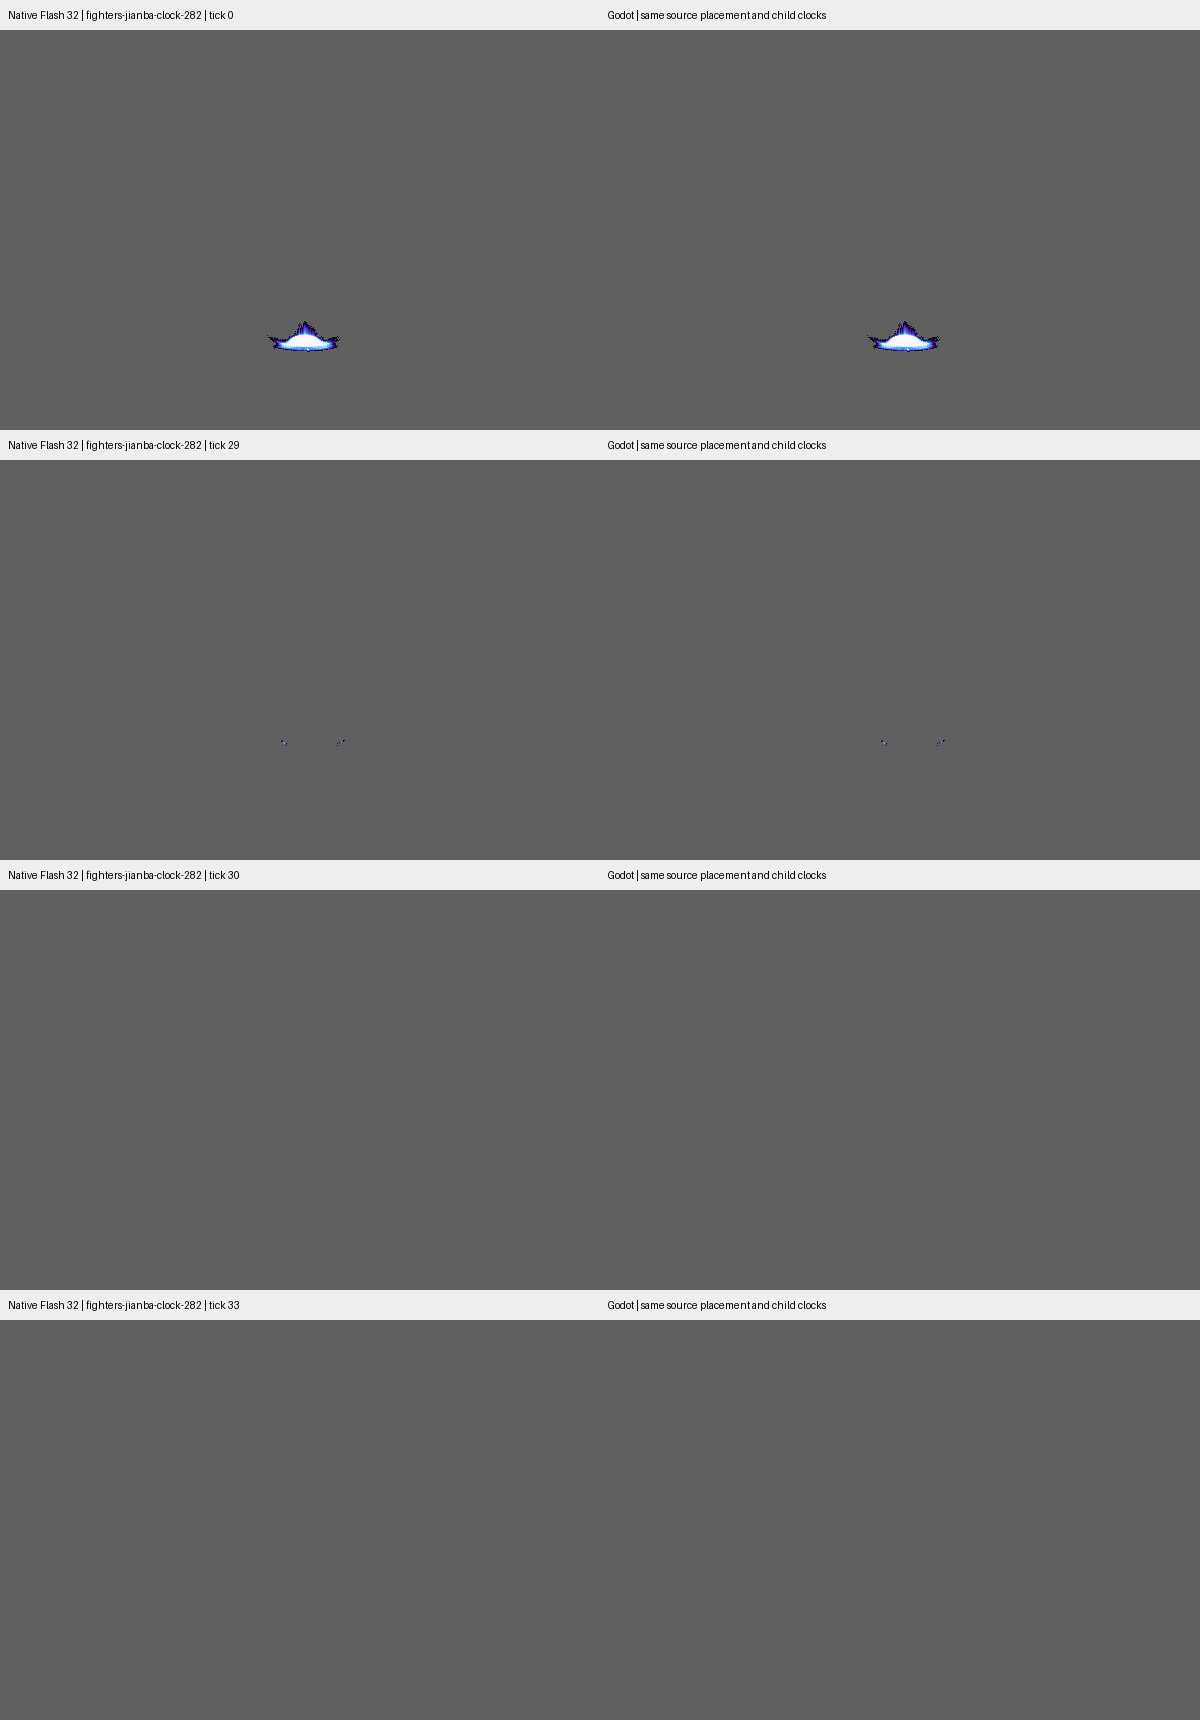 Native Flash 32 | fighters-jianba-clock-282 | tick 0
Godot | same source placement and child clocks
Native Flash 32 | fighters-jianba-clock-282 | tick 29
Godot | same source placement and child clocks
Native Flash 32 | fighters-jianba-clock-282 | tick 30
Godot | same source placement and child clocks
Native Flash 32 | fighters-jianba-clock-282 | tick 33
Godot | same source placement and child clocks